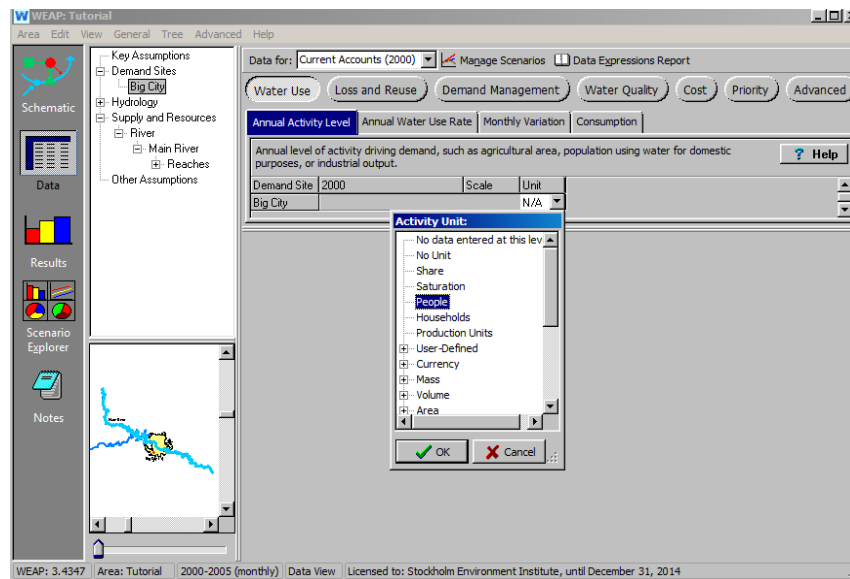 WEAP: Tutorial
Area Edit View General Tree Advanced Help
Schematic
Data
Results
Scenario
Explorer
Notes
Key Assumptions
Demand Sites
Big City
Hydrology
Supply and Resources
River
Main River
Reaches
Other Assumptions
Data for: Current Accounts (2000) Manage Scenarios Data Expressions Report
Water Use Loss and Reuse Demand Management Water Quality Cost Priority Advanced
Annual Activity Level Annual Water Use Rate Monthly Variation Consumption
Annual level of activity driving demand, such as agricultural area, population using water for domestic
purposes, or industrial output.
? Help
Demand Site 2000 Scale Unit
Big City N/A
Activity Unit:
No data entered at this lev
No Unit
Share
Saturation
People
Households
Production Units
User-Defined
Currency
Mass
Volume
Area
OK Cancel
WEAP: 3.4347 Area: Tutorial 2000-2005 (monthly) Data View Licensed to: Stockholm Environment Institute, until December 31, 2014